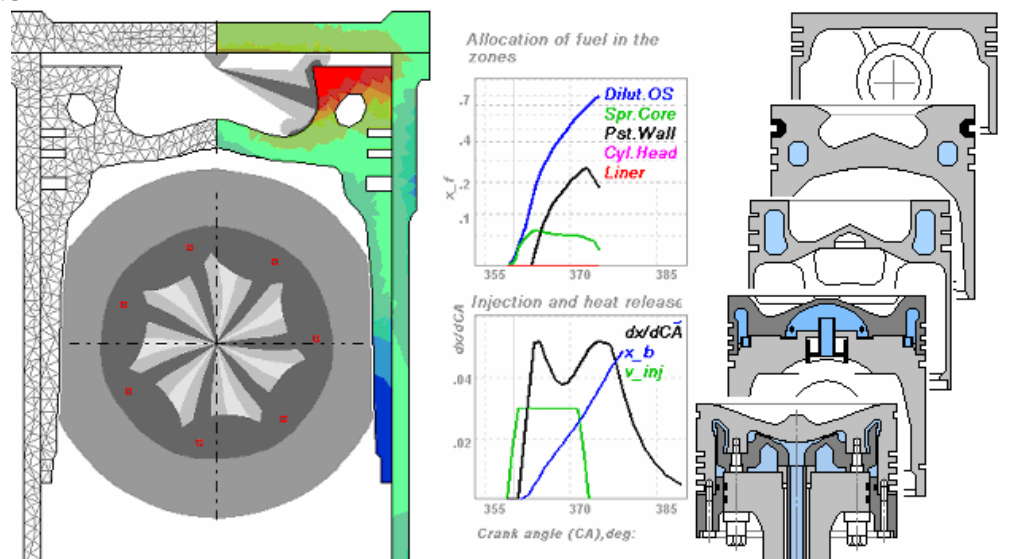 Allocation of fuel in the
zones
.7
.4
.2
.1
x_f
Dilut.OS
Spr.Core
Pst.Wall
Cyl.Head
Liner
355
370
385
Injection and heat release
dx/dCA
.04
.02
dx/dCA
x_b
v_inj
355
370
385
Crank angle (CA),deg: